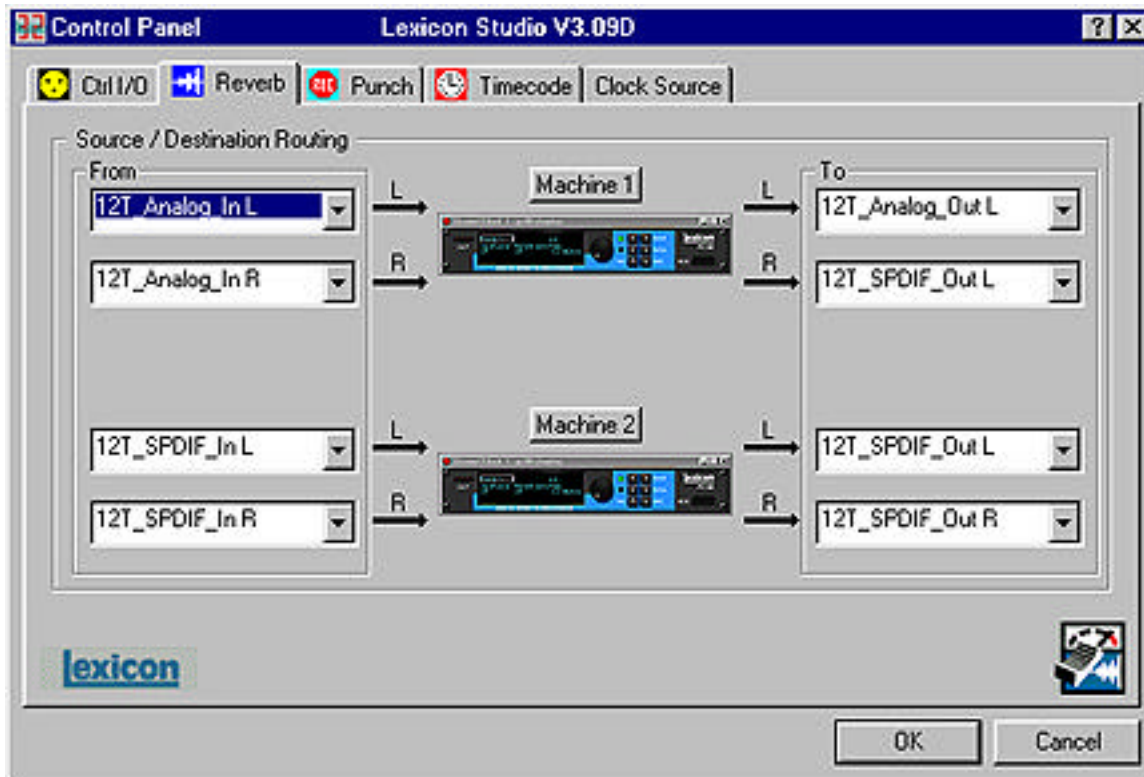 Control Panel Lexicon Studio V3.09D
Ctrl I/O Reverb Punch Timecode Clock Source
Source / Destination Routing
From To
L Machine 1 L
12T_Analog_In L 12T_Analog_Out L
R R
12T_Analog_In R 12T_SPDIF_Out L
L Machine 2 L
12T_SPDIF_In L 12T_SPDIF_Out L
R R
12T_SPDIF_In R 12T_SPDIF_Out R
lexicon
OK Cancel